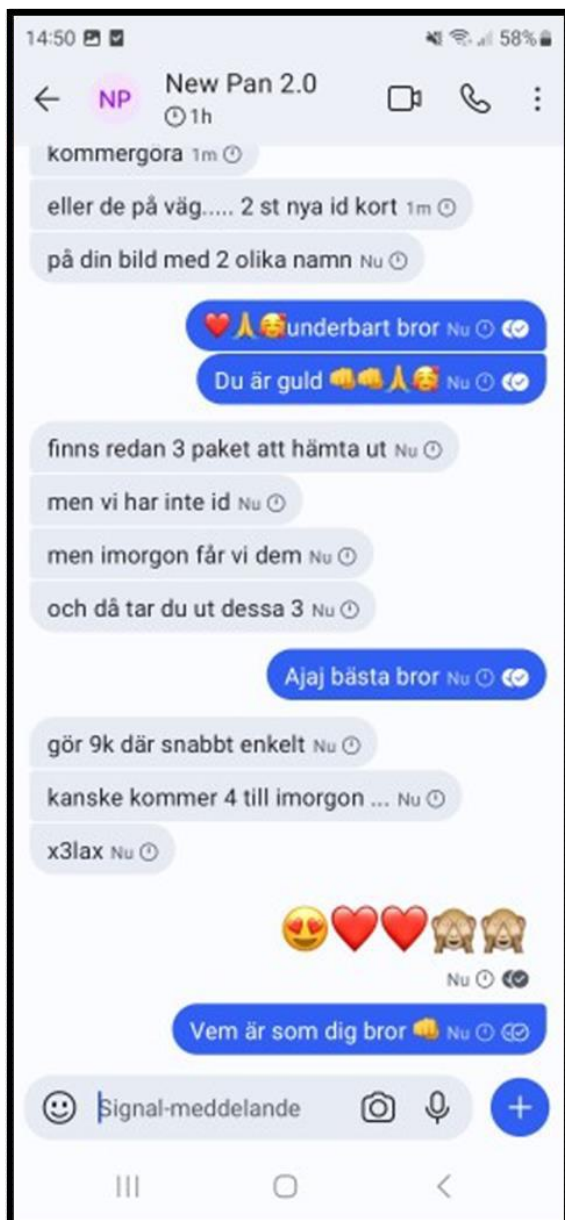 14:50 58%
NP New Pan 2.0
1h
kommergöra 1m
eller de på väg..... 2 st nya id kort 1m
på din bild med 2 olika namn Nu
❤️🙏🥰underbart bror Nu
Du är guld 👊👊🙏🥰 Nu
finns redan 3 paket att hämta ut Nu
men vi har inte id Nu
men imorgon får vi dem Nu
och då tar du ut dessa 3 Nu
Ajaj bästa bror Nu
gör 9k där snabbt enkelt Nu
kanske kommer 4 till imorgon ... Nu
x3lax Nu
😍❤️❤️🙈🙈
Nu
Vem är som dig bror 👊 Nu
Signal-meddelande